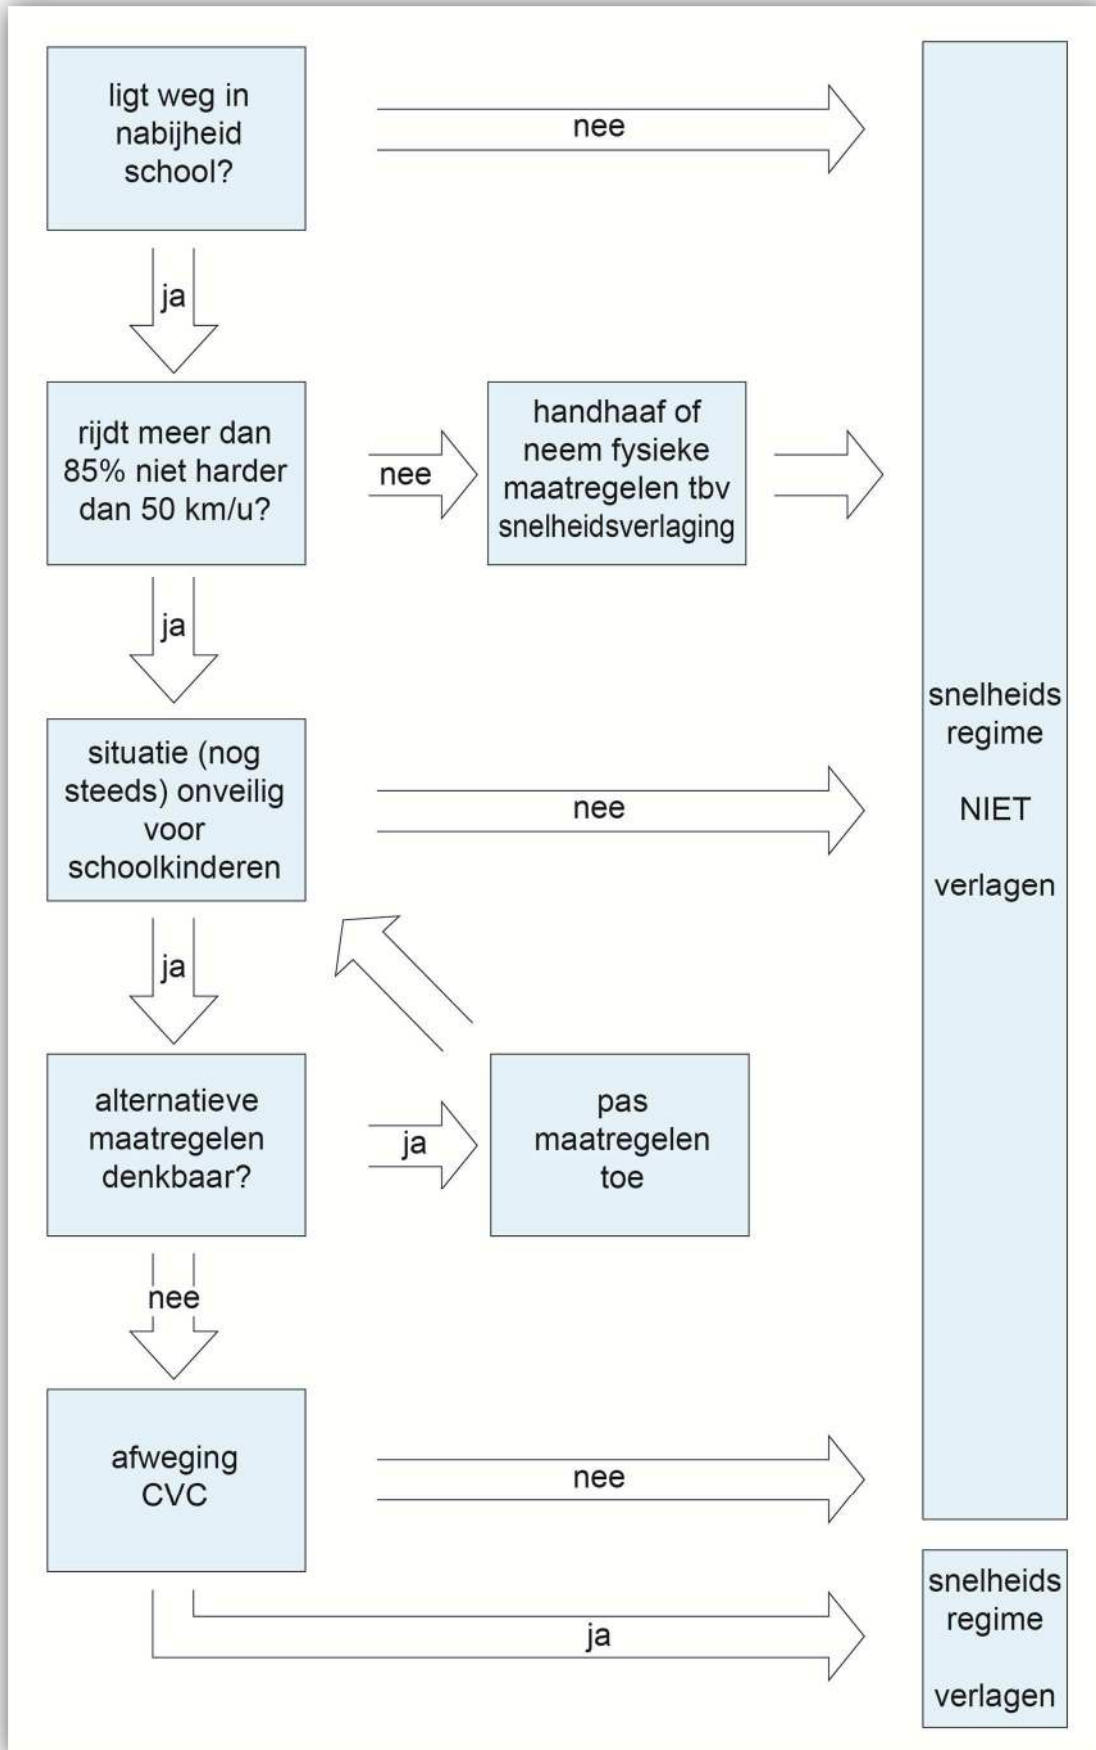 ligt weg in
nabijheid
school?
nee
ja
rijdt meer dan
85% niet harder
dan 50 km/u?
nee
handhaaf of
neem fysieke
maatregelen tbv
snelheidsverlaging
ja
situatie (nog
steeds) onveilig
voor
schoolkinderen
nee
ja
alternatieve
maatregelen
denkbaar?
ja
pas
maatregelen
toe
nee
afweging
CVC
nee
ja
snelheids
regime
NIET
verlagen
snelheids
regime
verlagen